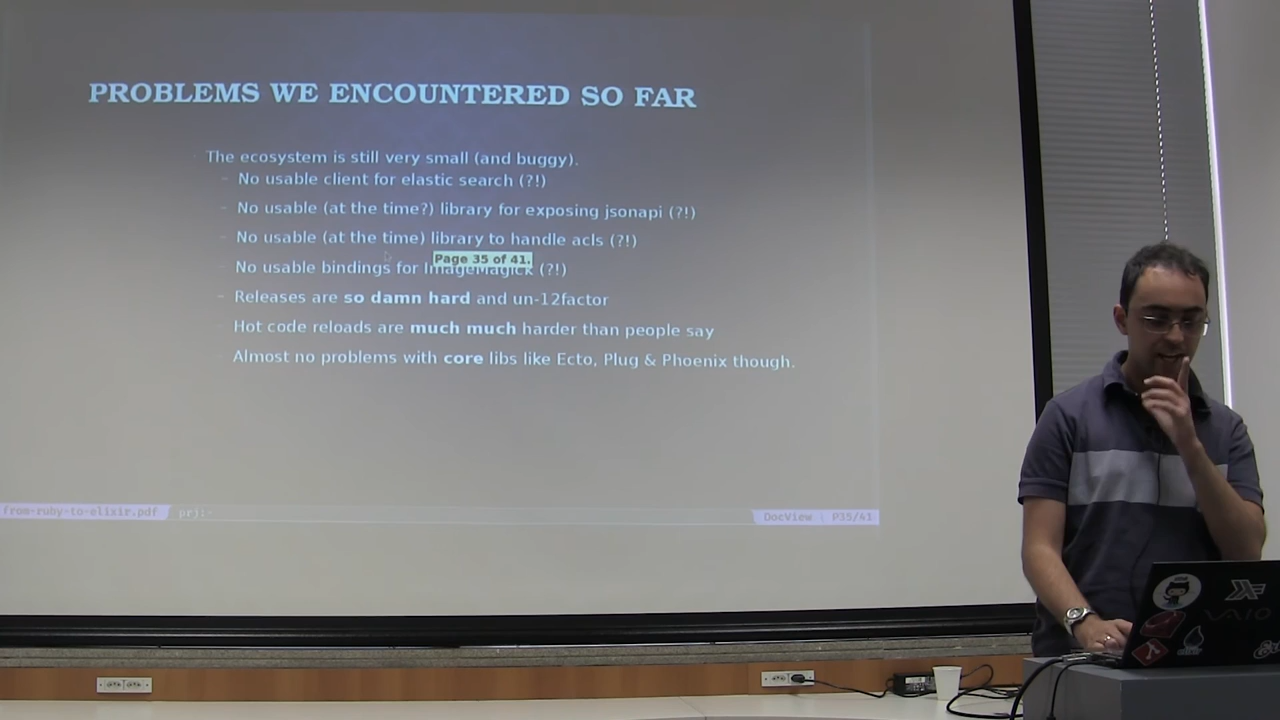 PROBLEMS WE ENCOUNTERED SO FAR
The ecosystem is still very small (and buggy).
– No usable client for elastic search (?!)
– No usable (at the time?) library for exposing jsonapi (?!)
– No usable (at the time) library to handle acls (?!)
Page 35 of 41.
– No usable bindings for ImageMagick (?!)
– Releases are so damn hard and un-12factor
Hot code reloads are much much harder than people say
Almost no problems with core libs like Ecto, Plug & Phoenix though.
from-ruby-to-elixir.pdf prj:-
DocView P35/41
VAIO